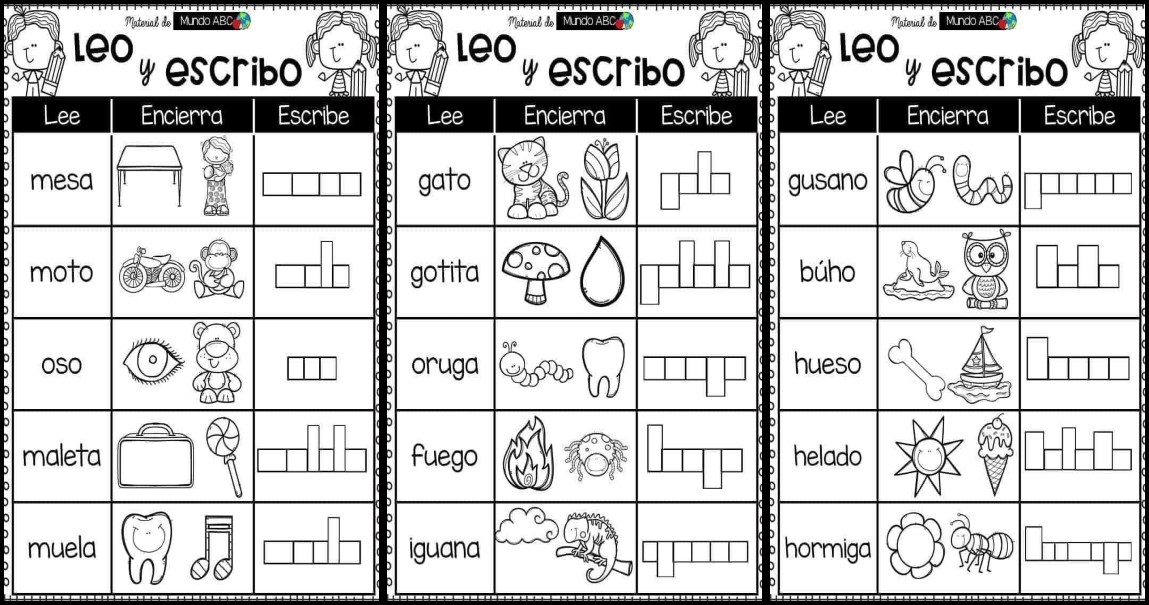 Material de Mundo ABC
Leo
y escribo
Lee Encierra Escribe
mesa
moto
oso
maleta
muela
Material de Mundo ABC
Leo
y escribo
Lee Encierra Escribe
gato
gotita
oruga
fuego
iguana
Material de Mundo ABC
Leo
y escribo
Lee Encierra Escribe
gusano
búho
hueso
helado
hormiga